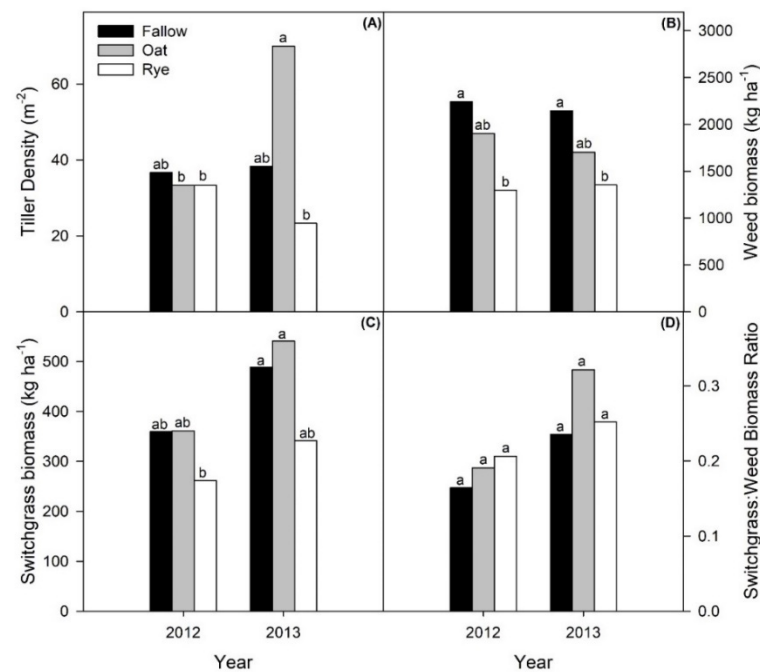 (A)
Fallow
Oat
Rye
Tiller Density (m⁻²)
60
40
20
0
ab
b
b
ab
a
b
(B)
Weed biomass (kg ha⁻¹)
3000
2500
2000
1500
1000
500
0
a
ab
b
a
ab
b
(C)
Switchgrass biomass (kg ha⁻¹)
500
400
300
200
100
0
ab
ab
b
a
a
ab
2012
2013
Year
(D)
Switchgrass:Weed Biomass Ratio
0.3
0.2
0.1
0.0
a
a
a
a
a
a
2012
2013
Year